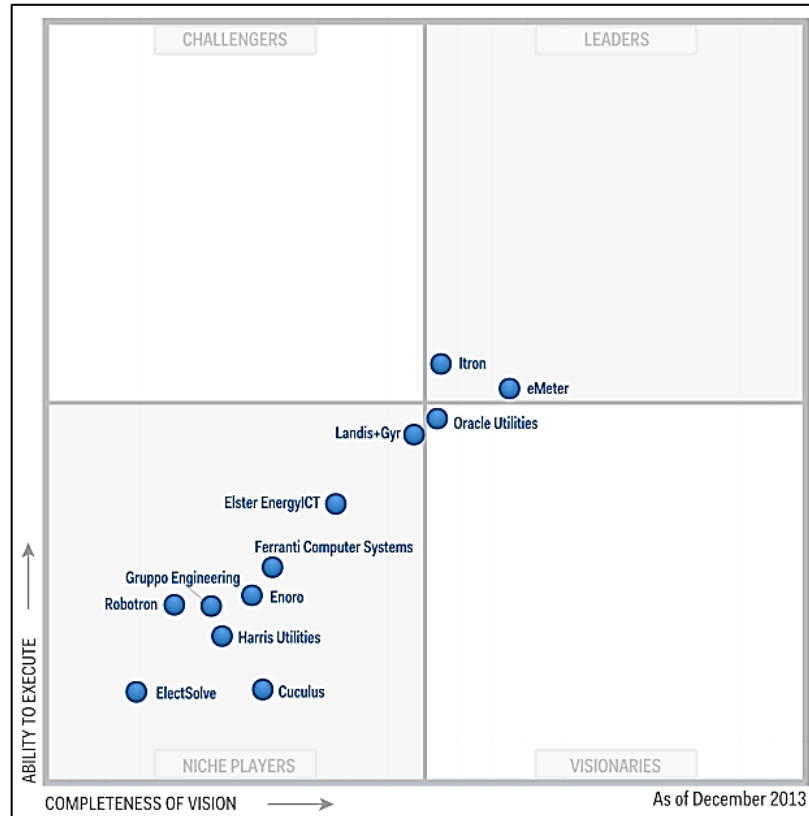 CHALLENGERS
LEADERS
Itron
eMeter
Oracle Utilities
Landis+Gyr
Elster EnergyICT
Ferranti Computer Systems
Gruppo Engineering
Enoro
Robotron
Harris Utilities
ElectSolve
Cuculus
NICHE PLAYERS
VISIONARIES
ABILITY TO EXECUTE
COMPLETENESS OF VISION
As of December 2013